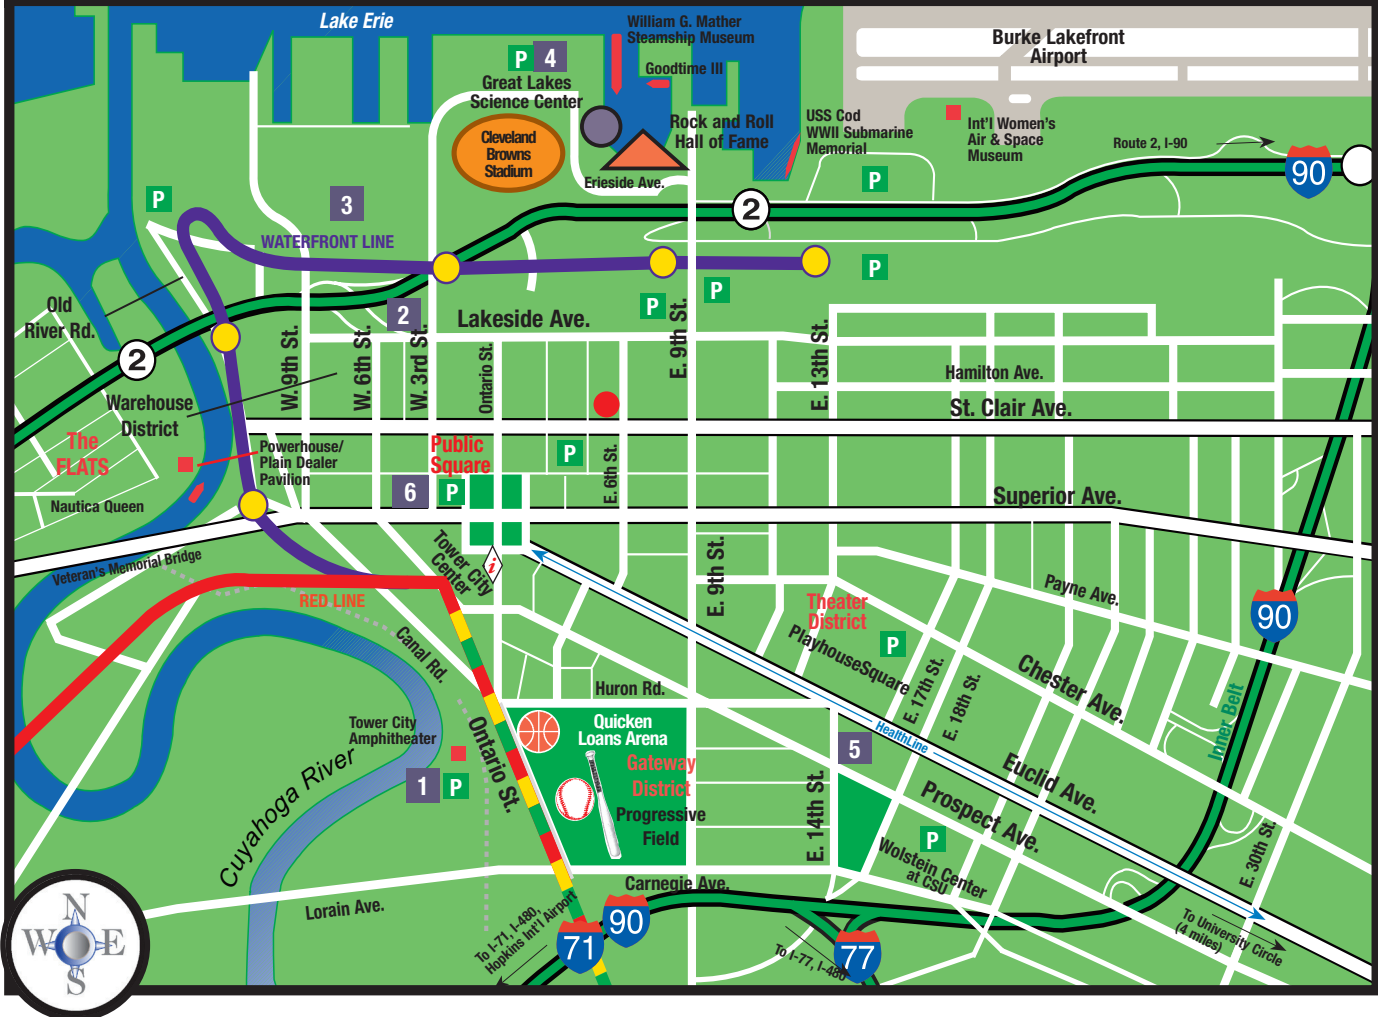 Lake Erie
William G. Mather
Steamship Museum
Burke Lakefront
Airport
P
4
Great Lakes
Science Center
Goodtime III
Cleveland
Browns
Stadium
Rock and Roll
Hall of Fame
USS Cod
WWII Submarine
Memorial
Int'l Women's
Air & Space
Museum
Route 2, I-90
90
Erieside Ave.
P
P
3
2
WATERFRONT LINE
P
P
P
Old
River Rd.
2
Lakeside Ave.
2
W. 9th St.
W. 6th St.
W. 3rd St.
Ontario St.
E. 9th St.
E. 13th St.
Hamilton Ave.
St. Clair Ave.
Warehouse
District
The
FLATS
Powerhouse/
Plain Dealer
Pavilion
Public
Square
P
E. 6th St.
6
P
Superior Ave.
Nautica Queen
Veteran's Memorial Bridge
Tower City
Center
i
E. 9th St.
RED LINE
Theater
District
Payne Ave.
90
PlayhouseSquare
P
Canal Rd.
Chester Ave.
E. 17th St.
E. 18th St.
Huron Rd.
Inner Belt
Tower City
Amphitheater
Ontario St.
Quicken
Loans Arena
Gateway
District
HealthLine
5
Euclid Ave.
1
P
Cuyahoga River
Progressive
Field
E. 14th St.
Prospect Ave.
P
Wolstein Center
at CSU
E. 30th St.
Carnegie Ave.
Lorain Ave.
To I-71, I-480,
Hopkins Int'l Airport
90
71
To I-77, I-480
77
To University Circle
(4 miles)
N
W E
S